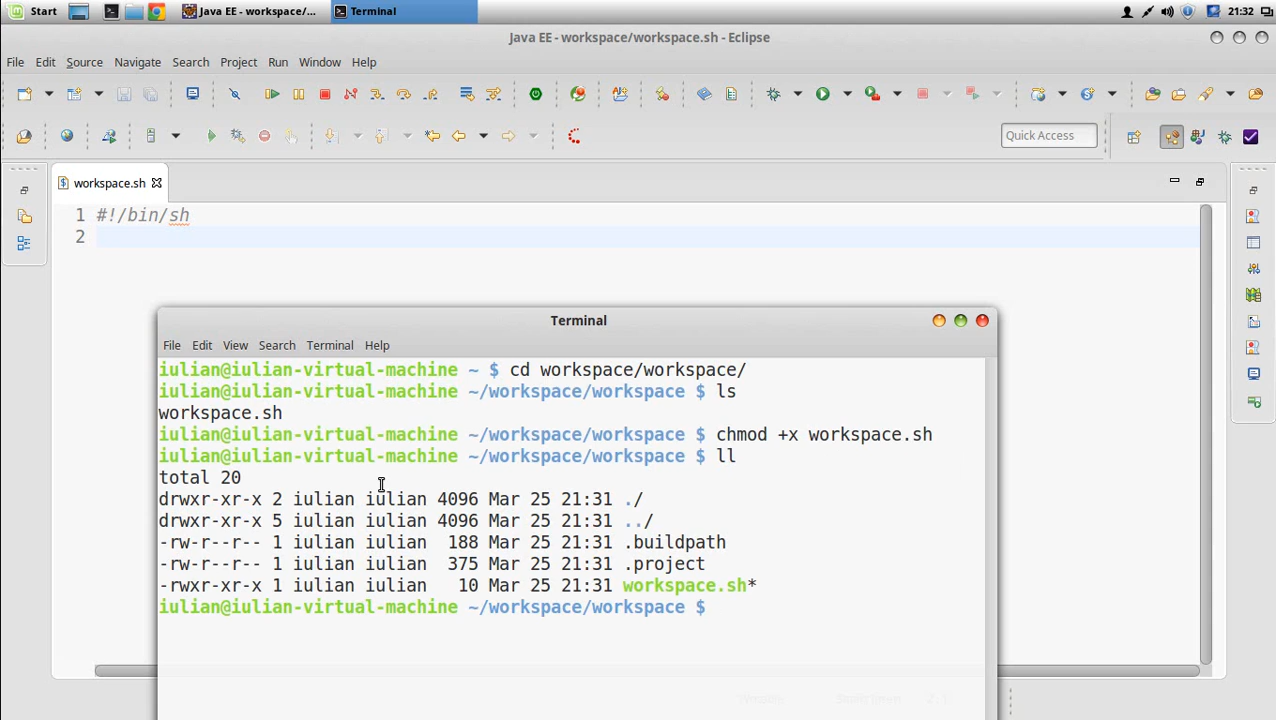 Start
Java EE - workspace/...
Terminal
21:32
Java EE - workspace/workspace.sh - Eclipse
File Edit Source Navigate Search Project Run Window Help
Quick Access
workspace.sh
1 #!/bin/sh
2
Terminal
File Edit View Search Terminal Help
iulian@iulian-virtual-machine ~ $ cd workspace/workspace/
iulian@iulian-virtual-machine ~/workspace/workspace $ ls
workspace.sh
iulian@iulian-virtual-machine ~/workspace/workspace $ chmod +x workspace.sh
iulian@iulian-virtual-machine ~/workspace/workspace $ ll
total 20
drwxr-xr-x 2 iulian iulian 4096 Mar 25 21:31 ./
drwxr-xr-x 5 iulian iulian 4096 Mar 25 21:31 ../
-rw-r--r-- 1 iulian iulian  188 Mar 25 21:31 .buildpath
-rw-r--r-- 1 iulian iulian  375 Mar 25 21:31 .project
-rwxr-xr-x 1 iulian iulian   10 Mar 25 21:31 workspace.sh*
iulian@iulian-virtual-machine ~/workspace/workspace $